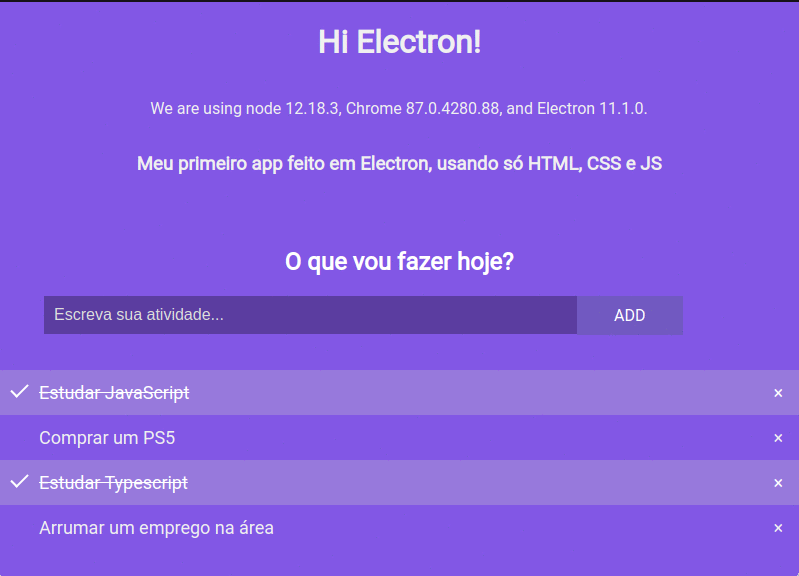 Hi Electron!
We are using node 12.18.3, Chrome 87.0.4280.88, and Electron 11.1.0.
Meu primeiro app feito em Electron, usando só HTML, CSS e JS
O que vou fazer hoje?
Escreva sua atividade... ADD
Estudar JavaScript ×
Comprar um PS5 ×
Estudar Typescript ×
Arrumar um emprego na área ×